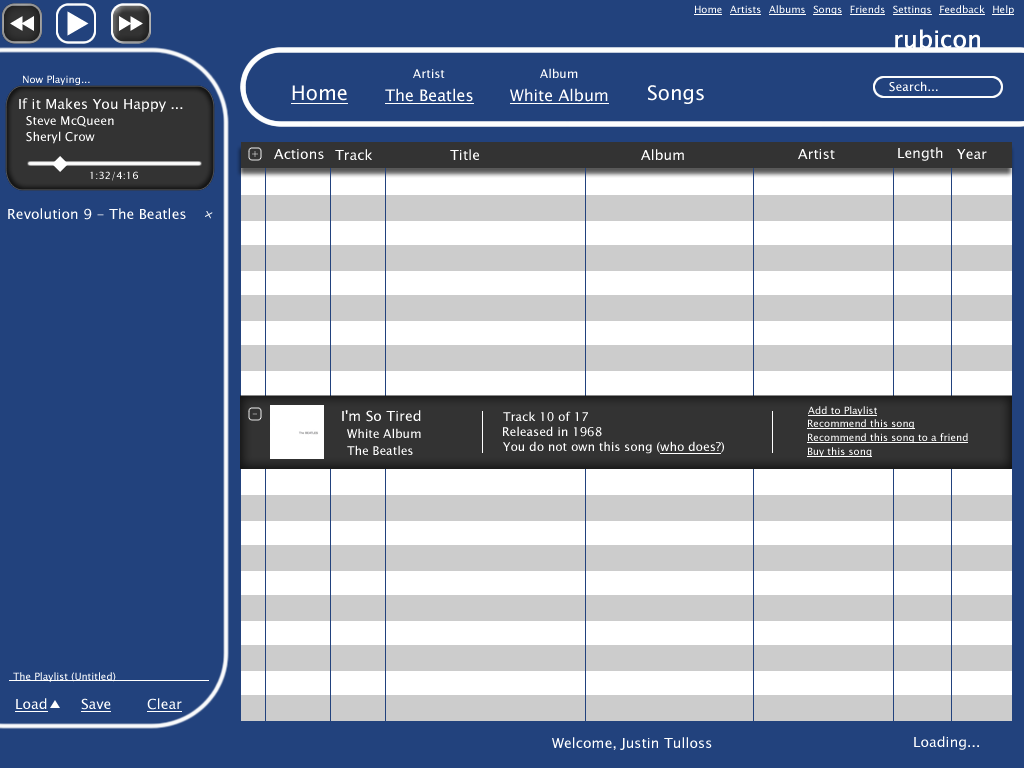 Home Artists Albums Songs Friends Settings Feedback Help
rubicon
Now Playing...
If it Makes You Happy ...
Steve McQueen
Sheryl Crow
1:32/4:16
Revolution 9 – The Beatles ×
The Playlist (Untitled)
Load Save Clear
Artist Album
Home The Beatles White Album Songs
Search...
Actions Track Title Album Artist Length Year
The BEATLES
I'm So Tired
White Album
The Beatles
Track 10 of 17
Released in 1968
You do not own this song (who does?)
Add to Playlist
Recommend this song
Recommend this song to a friend
Buy this song
Welcome, Justin Tulloss
Loading...